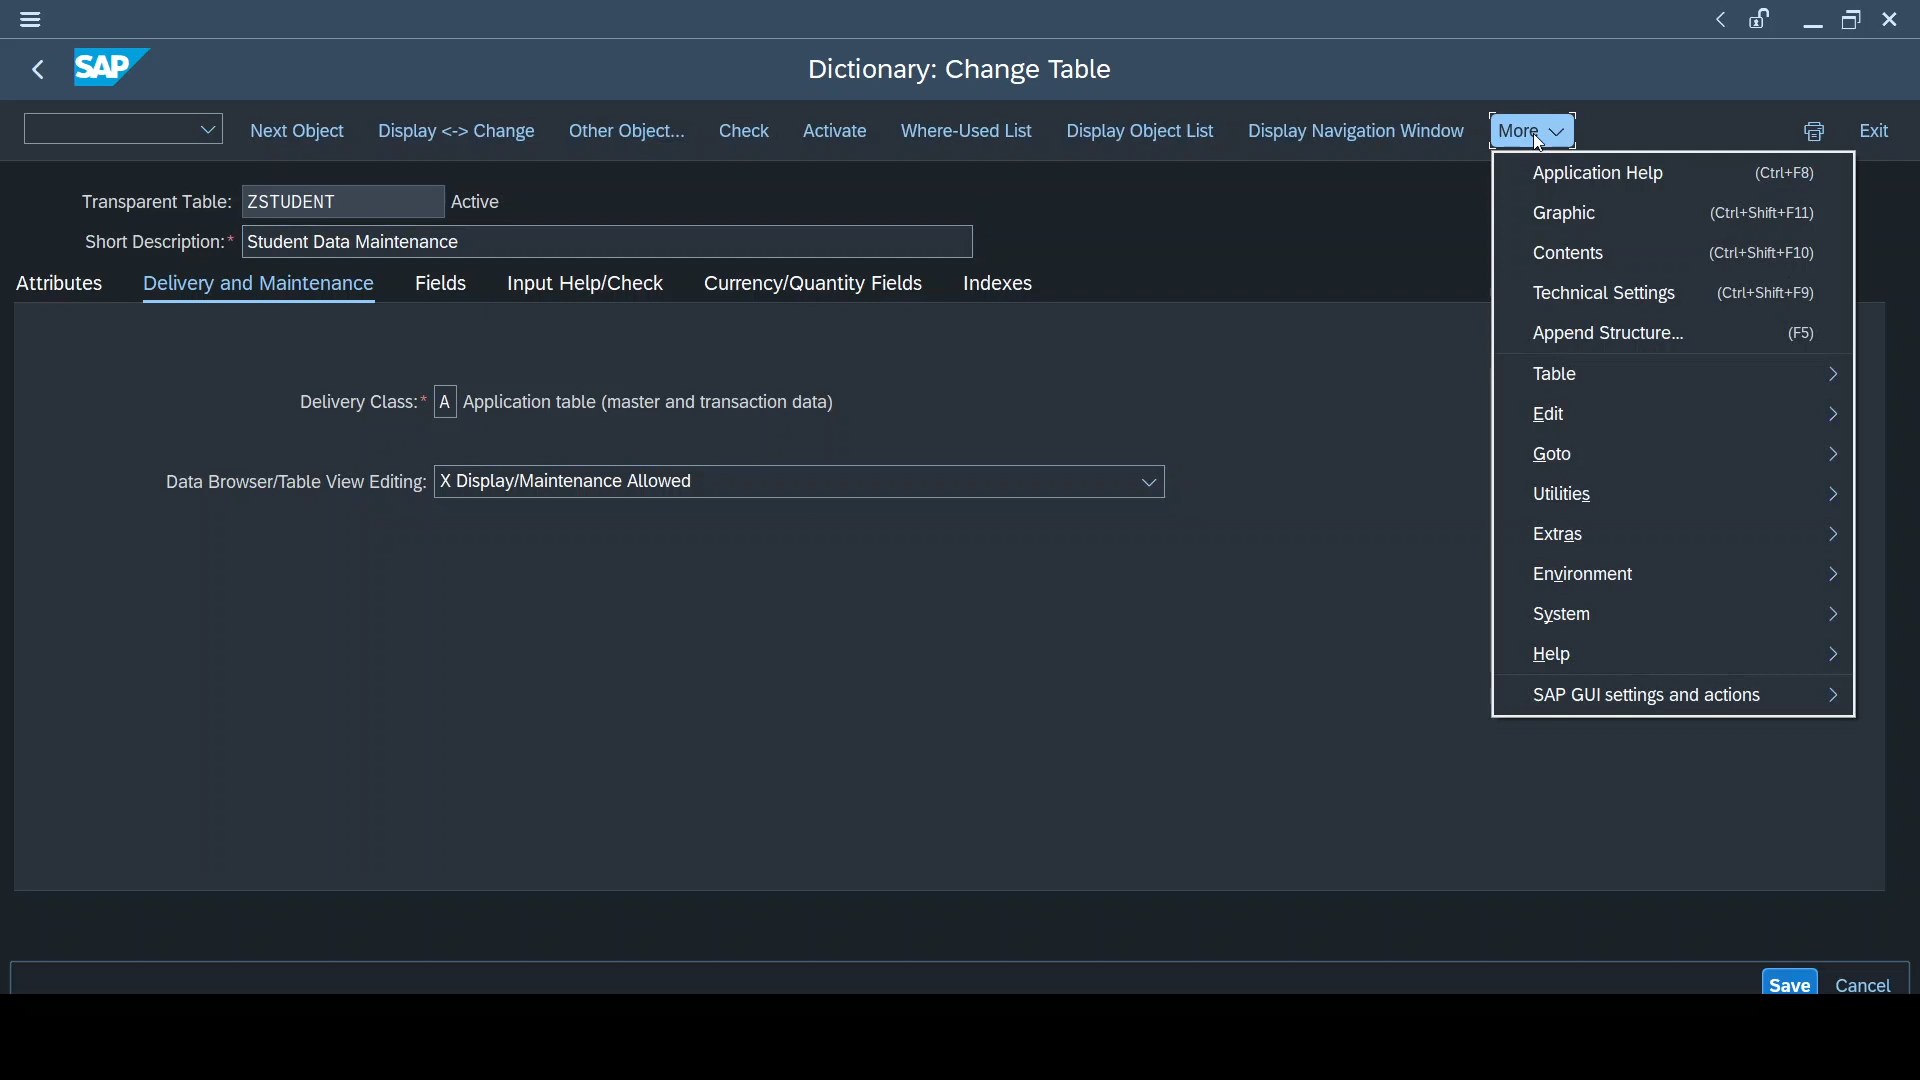 SAP
Dictionary: Change Table
Next Object Display <-> Change Other Object... Check Activate Where-Used List Display Object List Display Navigation Window More Exit
Transparent Table: ZSTUDENT Active
Short Description:* Student Data Maintenance
Attributes Delivery and Maintenance Fields Input Help/Check Currency/Quantity Fields Indexes
Delivery Class:* A Application table (master and transaction data)
Data Browser/Table View Editing: X Display/Maintenance Allowed
Application Help (Ctrl+F8)
Graphic (Ctrl+Shift+F11)
Contents (Ctrl+Shift+F10)
Technical Settings (Ctrl+Shift+F9)
Append Structure... (F5)
Table
Edit
Goto
Utilities
Extras
Environment
System
Help
SAP GUI settings and actions
Save Cancel